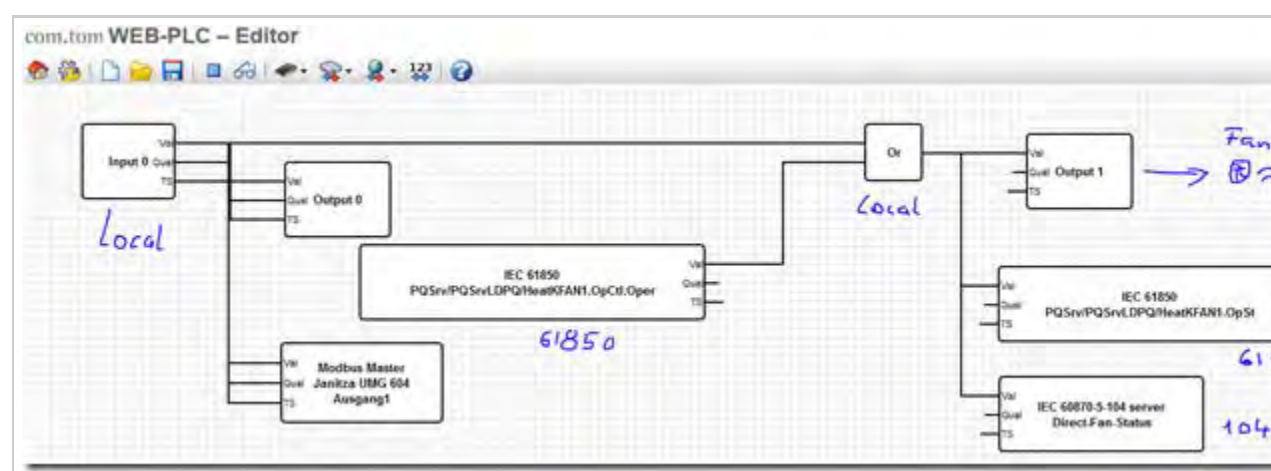 com.tom WEB-PLC – Editor
123
Input 0
Val
Qual
TS
Local
Val
Qual
TS
Output 0
IEC 61850
PQSrv/PQSrvLDPQ/HeatKFAN1.OpCtl.Oper
Val
Qual
TS
61850
Val
Qual
TS
Modbus Master
Janitza UMG 604
Ausgang1
Or
Local
Val
Qual
TS
Output 1
Fan
Val
Qual
TS
IEC 61850
PQSrv/PQSrvLDPQ/HeatKFAN1.OpSt
61
Val
Qual
TS
IEC 60870-5-104 server
Direct-Fan-Status
104